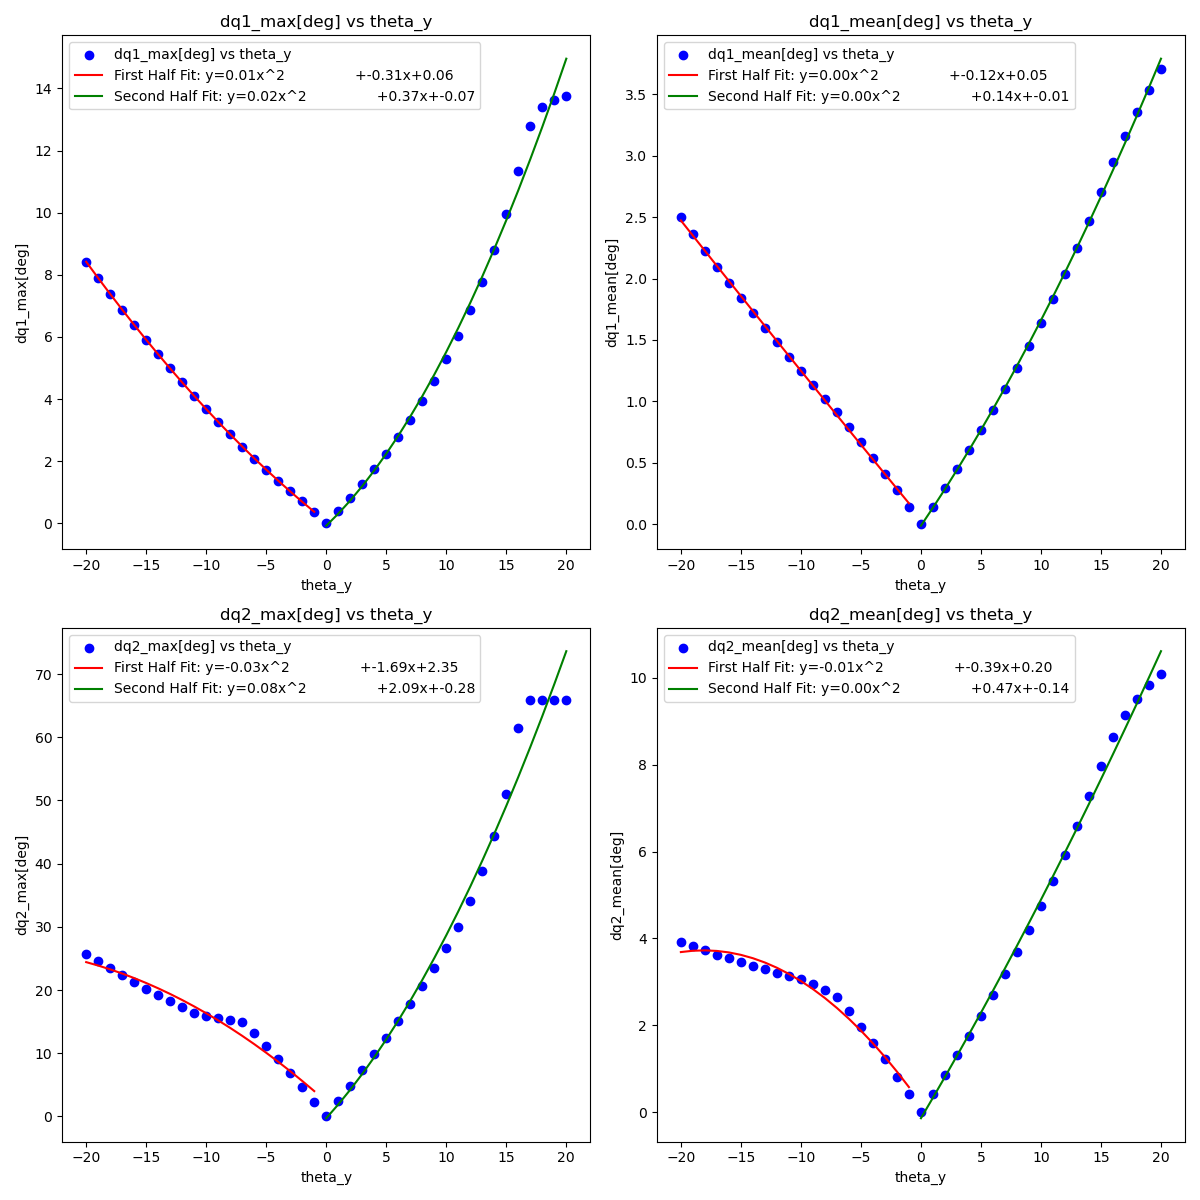 dq1_max[deg] vs theta_y
dq1_max[deg] vs theta_y
First Half Fit: y=0.01x^2 +-0.31x+0.06
Second Half Fit: y=0.02x^2 +0.37x+-0.07
dq1_max[deg]
14
12
10
8
6
4
2
0
−20 −15 −10 −5 0 5 10 15 20
theta_y
dq1_mean[deg] vs theta_y
dq1_mean[deg] vs theta_y
First Half Fit: y=0.00x^2 +-0.12x+0.05
Second Half Fit: y=0.00x^2 +0.14x+-0.01
dq1_mean[deg]
3.5
3.0
2.5
2.0
1.5
1.0
0.5
0.0
−20 −15 −10 −5 0 5 10 15 20
theta_y
dq2_max[deg] vs theta_y
dq2_max[deg] vs theta_y
First Half Fit: y=-0.03x^2 +-1.69x+2.35
Second Half Fit: y=0.08x^2 +2.09x+-0.28
dq2_max[deg]
70
60
50
40
30
20
10
0
−20 −15 −10 −5 0 5 10 15 20
theta_y
dq2_mean[deg] vs theta_y
dq2_mean[deg] vs theta_y
First Half Fit: y=-0.01x^2 +-0.39x+0.20
Second Half Fit: y=0.00x^2 +0.47x+-0.14
dq2_mean[deg]
10
8
6
4
2
0
−20 −15 −10 −5 0 5 10 15 20
theta_y